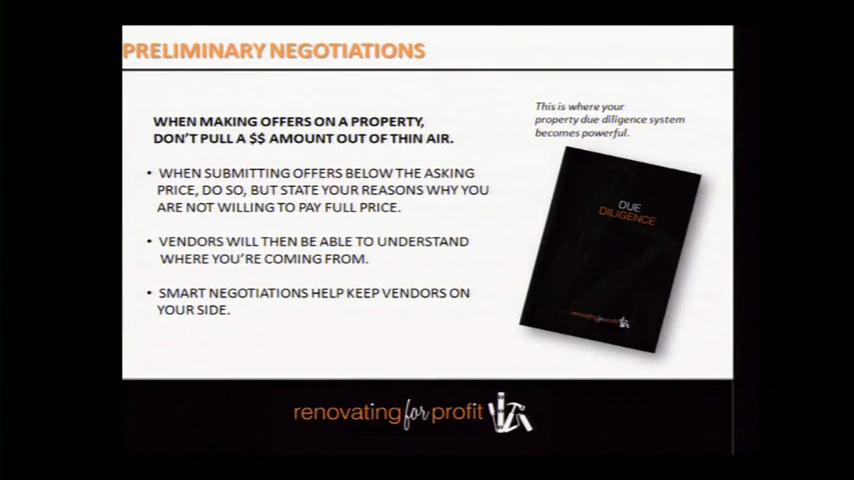 PRELIMINARY NEGOTIATIONS
WHEN MAKING OFFERS ON A PROPERTY,
DON'T PULL A $$ AMOUNT OUT OF THIN AIR.
• WHEN SUBMITTING OFFERS BELOW THE ASKING
PRICE, DO SO, BUT STATE YOUR REASONS WHY YOU
ARE NOT WILLING TO PAY FULL PRICE.
• VENDORS WILL THEN BE ABLE TO UNDERSTAND
WHERE YOU'RE COMING FROM.
• SMART NEGOTIATIONS HELP KEEP VENDORS ON
YOUR SIDE.
This is where your
property due diligence system
becomes powerful.
DUE
DILIGENCE
renovatingforprofit
renovating for profit